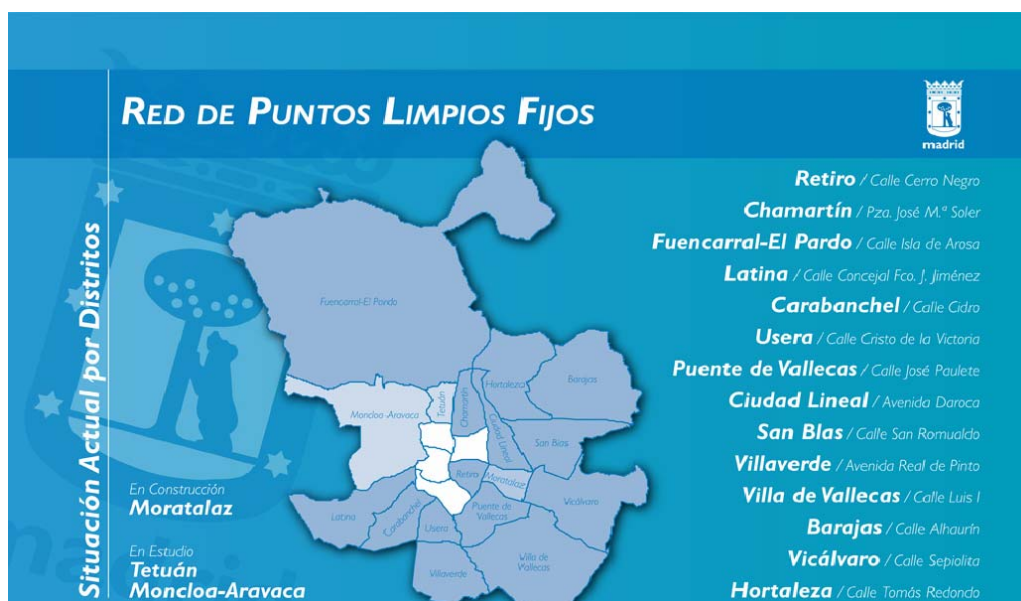 RED DE PUNTOS LIMPIOS FIJOS
madrid
Situación Actual por Distritos
Retiro / Calle Cerro Negro
Chamartín / Pza. José M.ª Soler
Fuencarral-El Pardo / Calle Isla de Arosa
Latina / Calle Concejal Fco. J. Jiménez
Carabanchel / Calle Cidro
Usera / Calle Cristo de la Victoria
Puente de Vallecas / Calle José Paulete
Ciudad Lineal / Avenida Daroca
San Blas / Calle San Romualdo
Villaverde / Avenida Real de Pinto
Villa de Vallecas / Calle Luis I
Barajas / Calle Alhaurín
Vicálvaro / Calle Sepiolita
Hortaleza / Calle Tomás Redondo
Fuencarral-El Pardo
Moncloa-Aravaca
Tetuán
Chamartín
Hortaleza
Barajas
Ciudad Lineal
San Blas
Retiro
Moratalaz
Vicálvaro
Latina
Carabanchel
Usera
Puente de
Vallecas
Villaverde
Villa de
Vallecas
En Construcción
Moratalaz
En Estudio
Tetuán
Moncloa-Aravaca
madrid